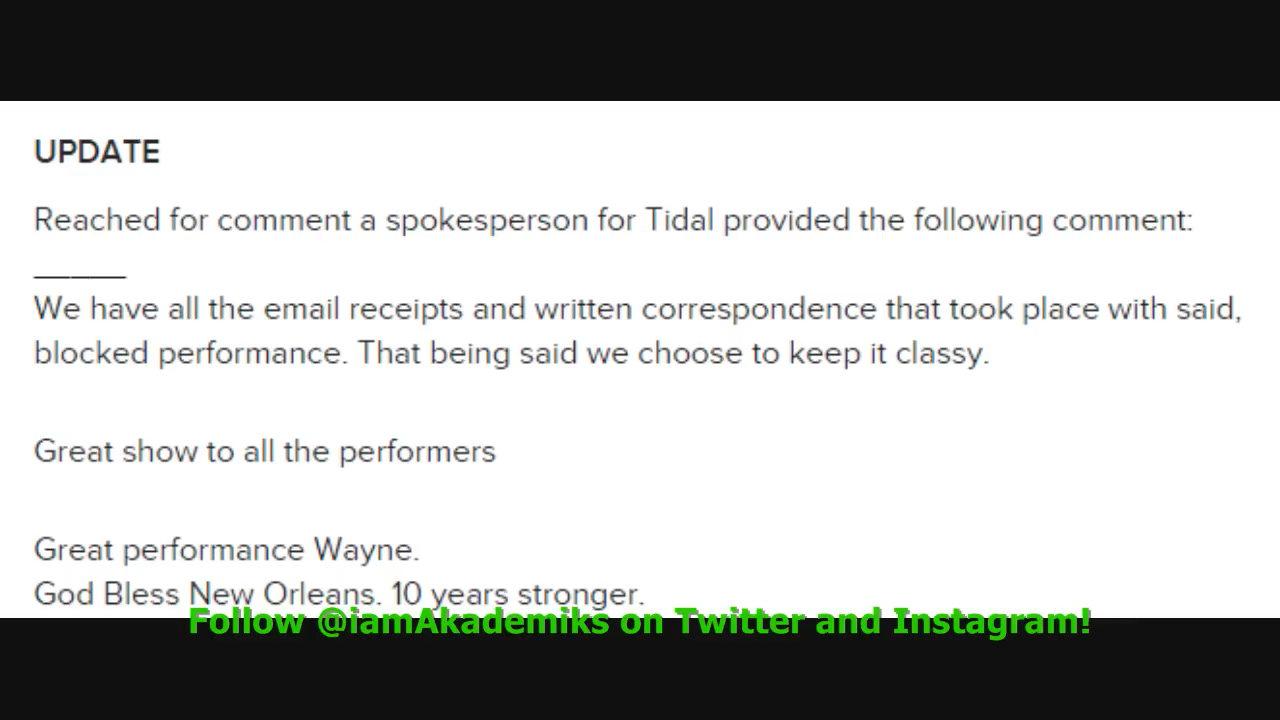 UPDATE
Reached for comment a spokesperson for Tidal provided the following comment:
_____
We have all the email receipts and written correspondence that took place with said,
blocked performance. That being said we choose to keep it classy.
Great show to all the performers
Great performance Wayne.
God Bless New Orleans. 10 years stronger.
Follow @iamAkademiks on Twitter and Instagram!